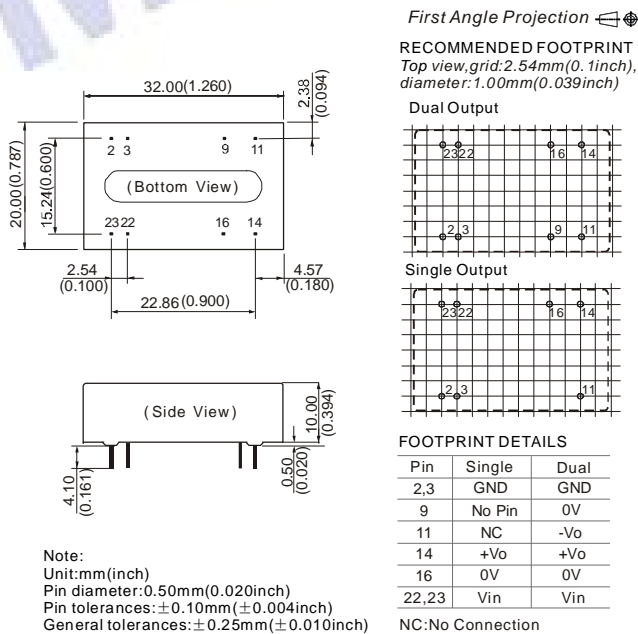 First Angle Projection
RECOMMENDED FOOTPRINT
Top view,grid:2.54mm(0.1inch),
diameter:1.00mm(0.039inch)
Dual Output
23 22 16 14
2 3 9 11
Single Output
23 22 16 14
2 3 11
FOOTPRINT DETAILS
Pin Single Dual
2,3 GND GND
9 No Pin 0V
11 NC -Vo
14 +Vo +Vo
16 0V 0V
22,23 Vin Vin
NC:No Connection
32.00(1.260)
2.38
(0.094)
20.00(0.787)
15.24(0.600)
2 3 9 11
(Bottom View)
23 22 16 14
2.54
(0.100)
4.57
(0.180)
22.86(0.900)
(Side View)
10.00
(0.394)
0.50
(0.020)
4.10
(0.161)
Note:
Unit:mm(inch)
Pin diameter:0.50mm(0.020inch)
Pin tolerances:±0.10mm(±0.004inch)
General tolerances:±0.25mm(±0.010inch)